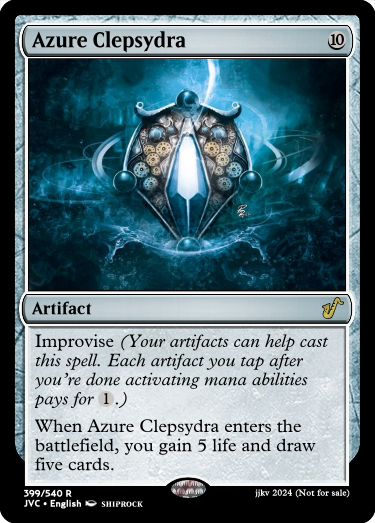 Azure Clepsydra 10
Artifact
Improvise (Your artifacts can help cast
this spell. Each artifact you tap after
you're done activating mana abilities
pays for 1.)
When Azure Clepsydra enters the
battlefield, you gain 5 life and draw
five cards.
399/540 R
jjkv 2024 (Not for sale)
JVC • English SHIPROCK